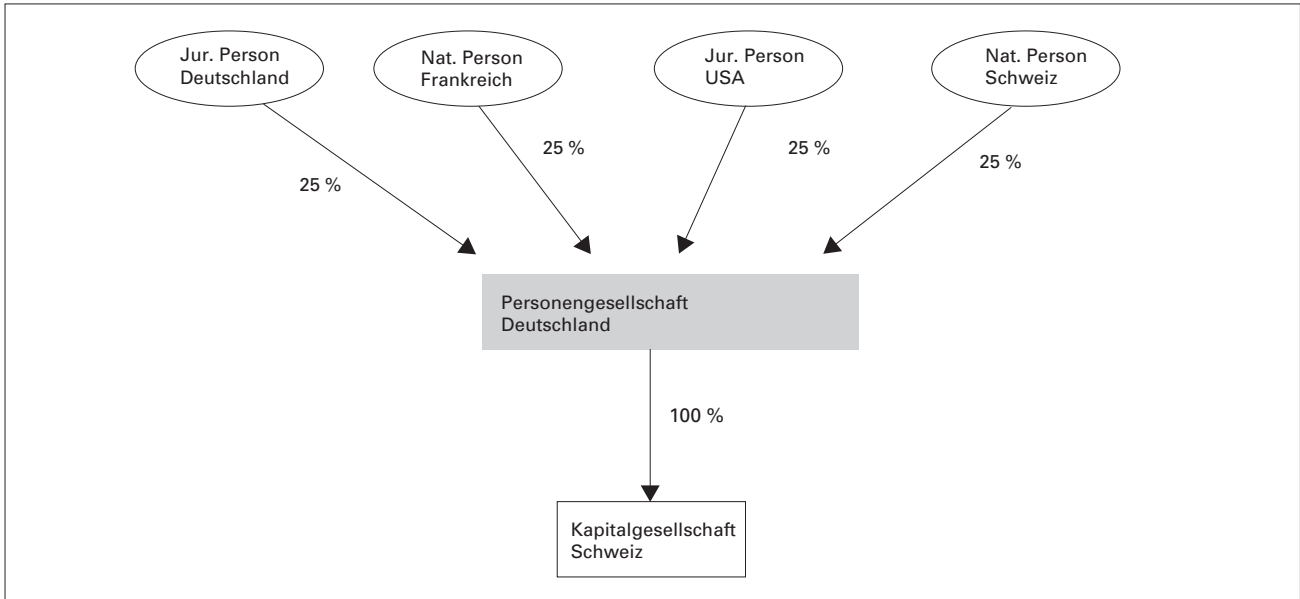 Jur. Person
Deutschland
Nat. Person
Frankreich
Jur. Person
USA
Nat. Person
Schweiz
25 %
25 %
25 %
25 %
Personengesellschaft
Deutschland
100 %
Kapitalgesellschaft
Schweiz